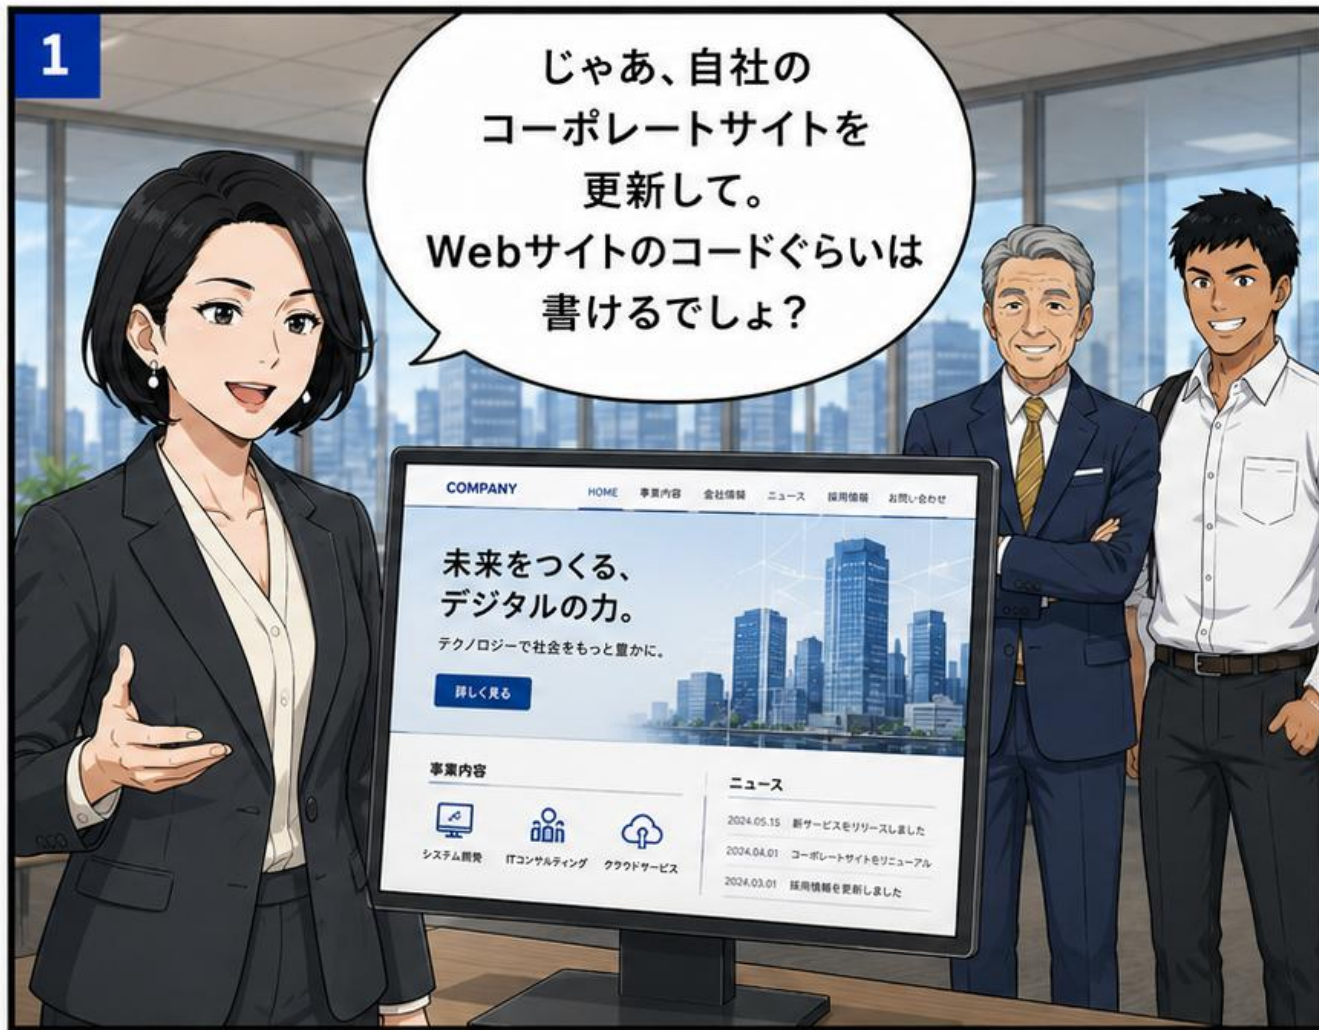 1
じゃあ、自社の
コーポレートサイトを
更新して。
Webサイトのコードぐらいは
書けるでしょ?
COMPANY
HOME 事業内容 会社情報 ニュース 採用情報 お問い合わせ
未来をつくる、
デジタルの力。
テクノロジーで社会をもっと豊かに。
詳しく見る
事業内容
システム開発 ITコンサルティング クラウドサービス
ニュース
2024.05.15 新サービスをリリースしました
2024.04.01 コーポレートサイトをリニューアル
2024.03.01 採用情報を更新しました